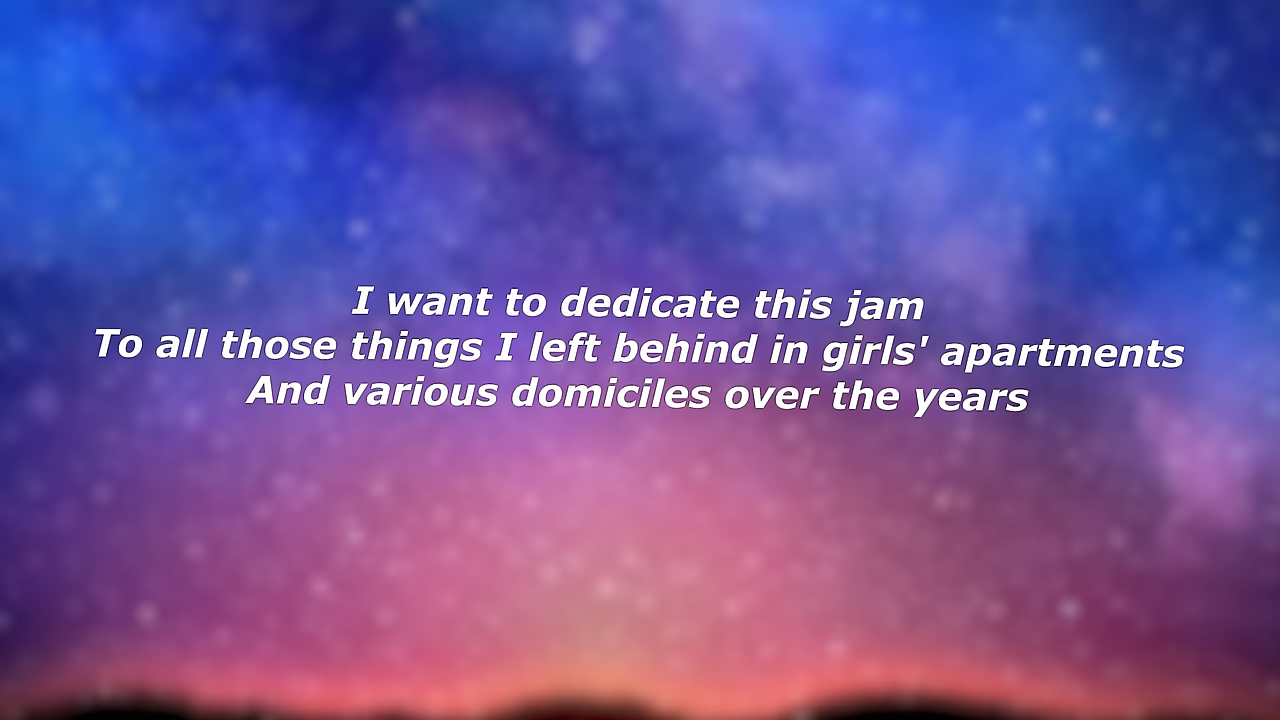 I want to dedicate this jam
To all those things I left behind in girls' apartments
And various domiciles over the years